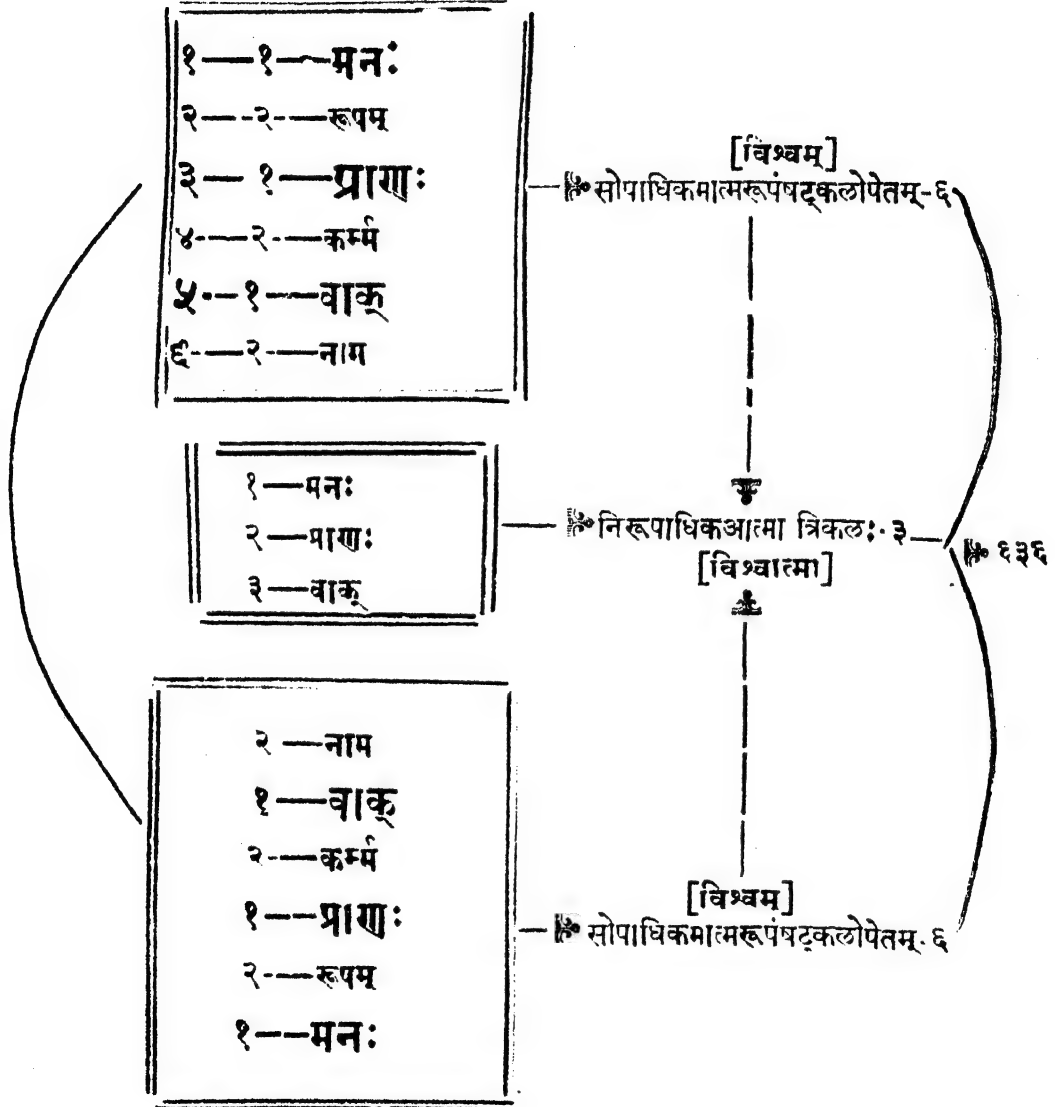 १—१—मनः
२—२—रूपम्
३—१—प्राणः
४—२—कर्म्म
५—१—वाक्
६—२—नाम
[विश्वम्]
सोपाधिकमात्मरूपंषट्कलोपेतम्-६
१—मनः
२—प्राणः
३—वाक्
निरूपाधिकआत्मा त्रिकलः-३
[विश्वात्मा]
६३६
२—नाम
१—वाक्
२—कर्म्म
१—प्राणः
२—रूपम्
१—मनः
[विश्वम्]
सोपाधिकमात्मरूपंषट्कलोपेतम्-६